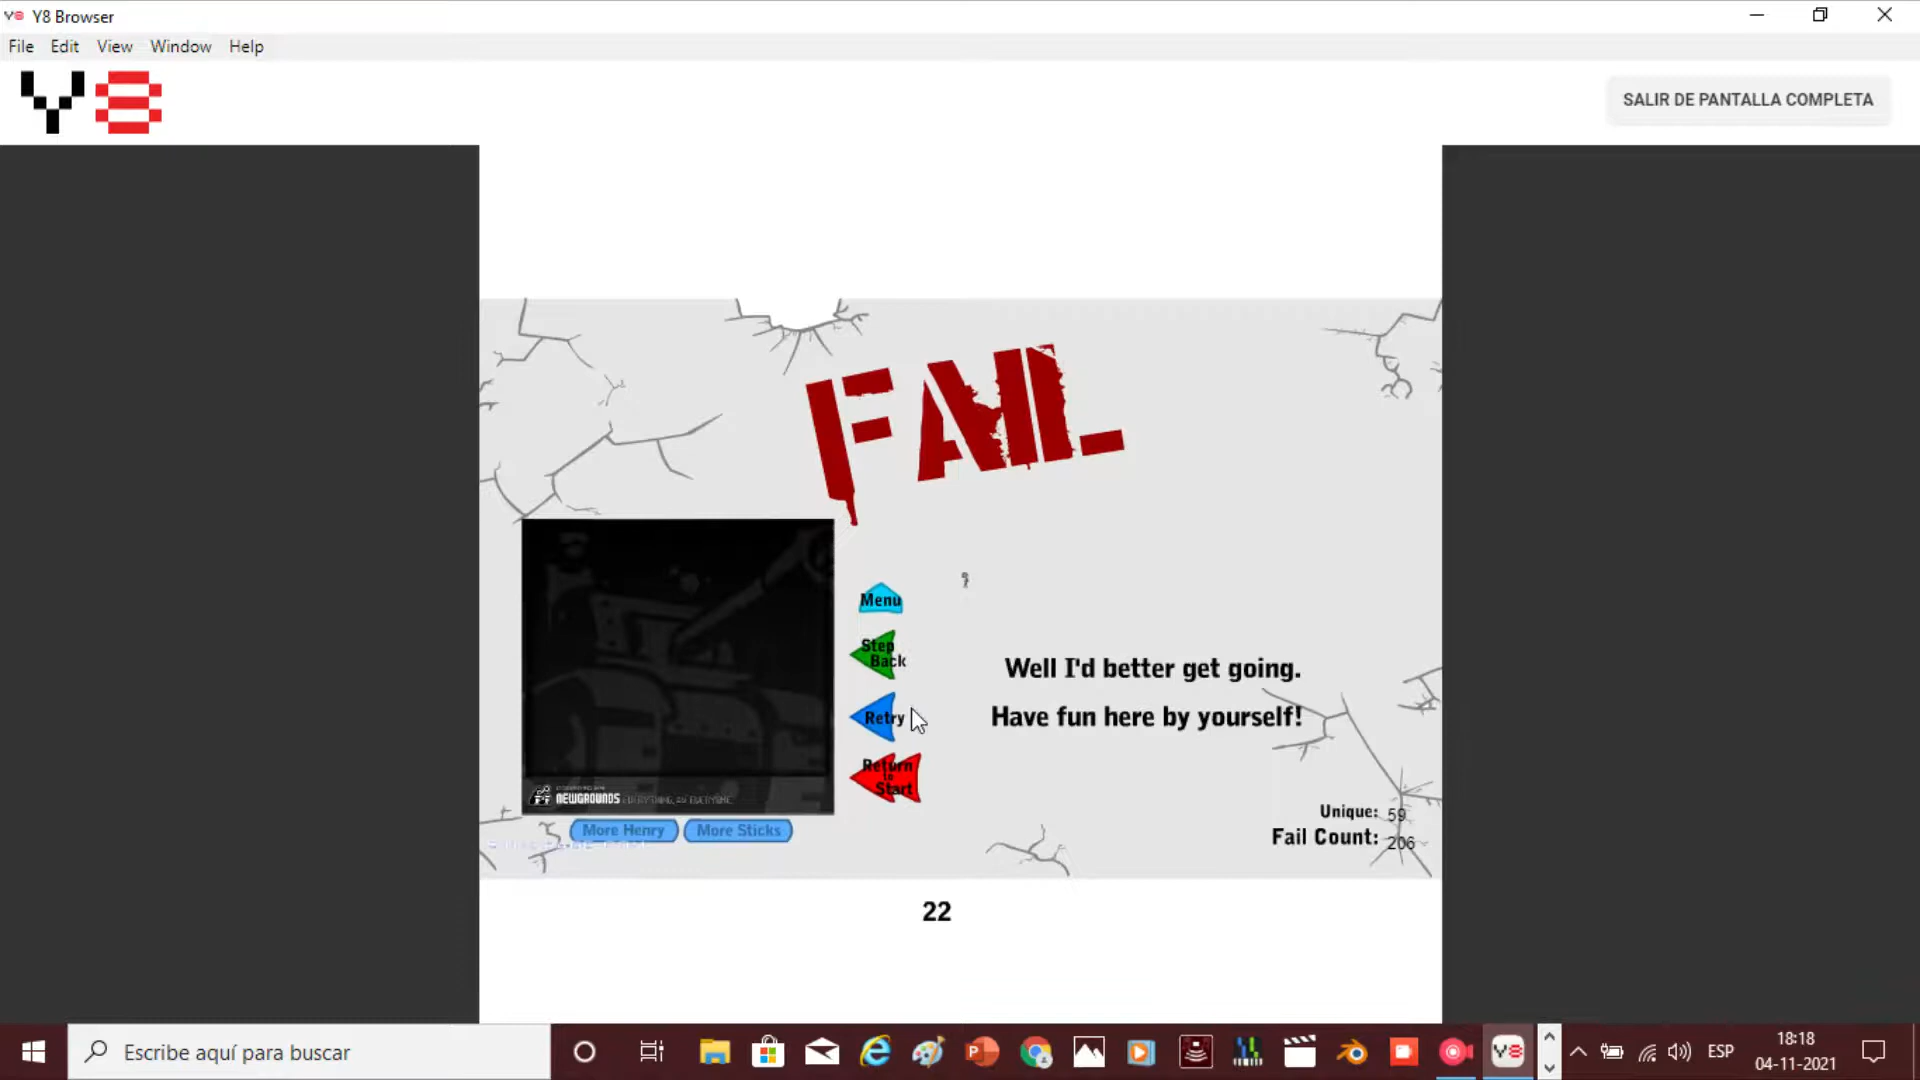 Y8 Browser
File Edit View Window Help
Y8
SALIR DE PANTALLA COMPLETA
FAIL
Menu
Step
Back
Retry
Return
to
Start
Well I'd better get going.
Have fun here by yourself!
NEWGROUNDS
More Henry More Sticks
Unique: 59
Fail Count: 206
22
Escribe aquí para buscar
ESP
18:18
04-11-2021